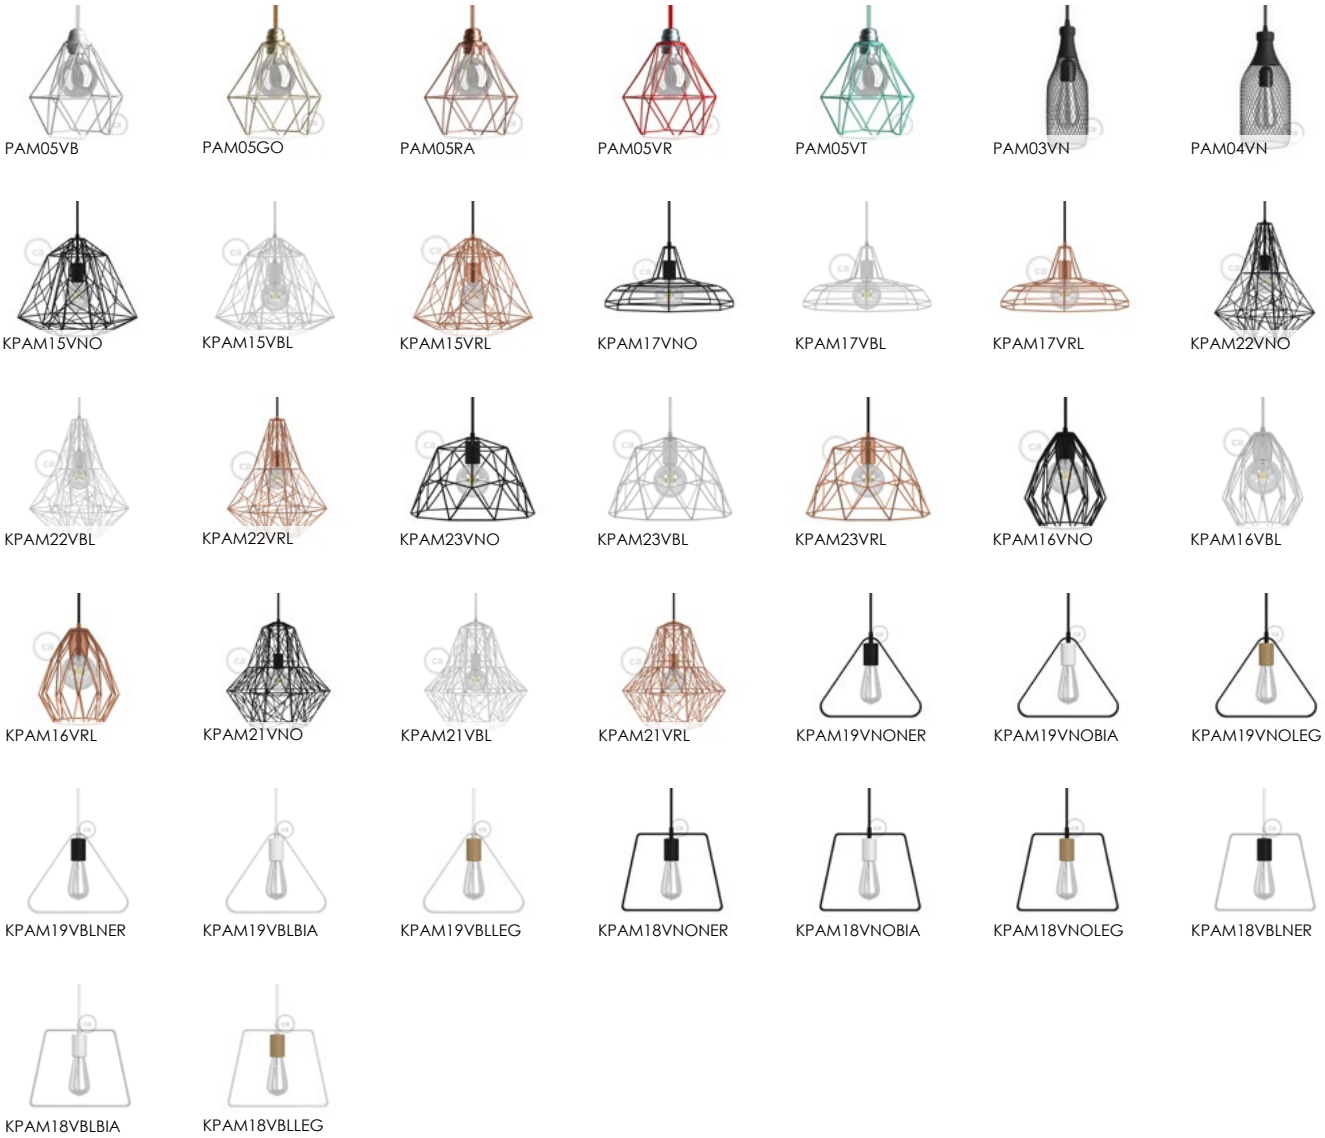 PAM05VB PAM05GO PAM05RA PAM05VR PAM05VT PAM03VN PAM04VN
KPAM15VNO KPAM15VBL KPAM15VRL KPAM17VNO KPAM17VBL KPAM17VRL KPAM22VNO
KPAM22VBL KPAM22VRL KPAM23VNO KPAM23VBL KPAM23VRL KPAM16VNO KPAM16VBL
KPAM16VRL KPAM21VNO KPAM21VBL KPAM21VRL KPAM19VNONER KPAM19VNOBIA KPAM19VNOLEG
KPAM19VBLNER KPAM19VBLBIA KPAM19VBLLEG KPAM18VNONER KPAM18VNOBIA KPAM18VNOLEG KPAM18VBLNER
KPAM18VBLBIA KPAM18VBLLEG